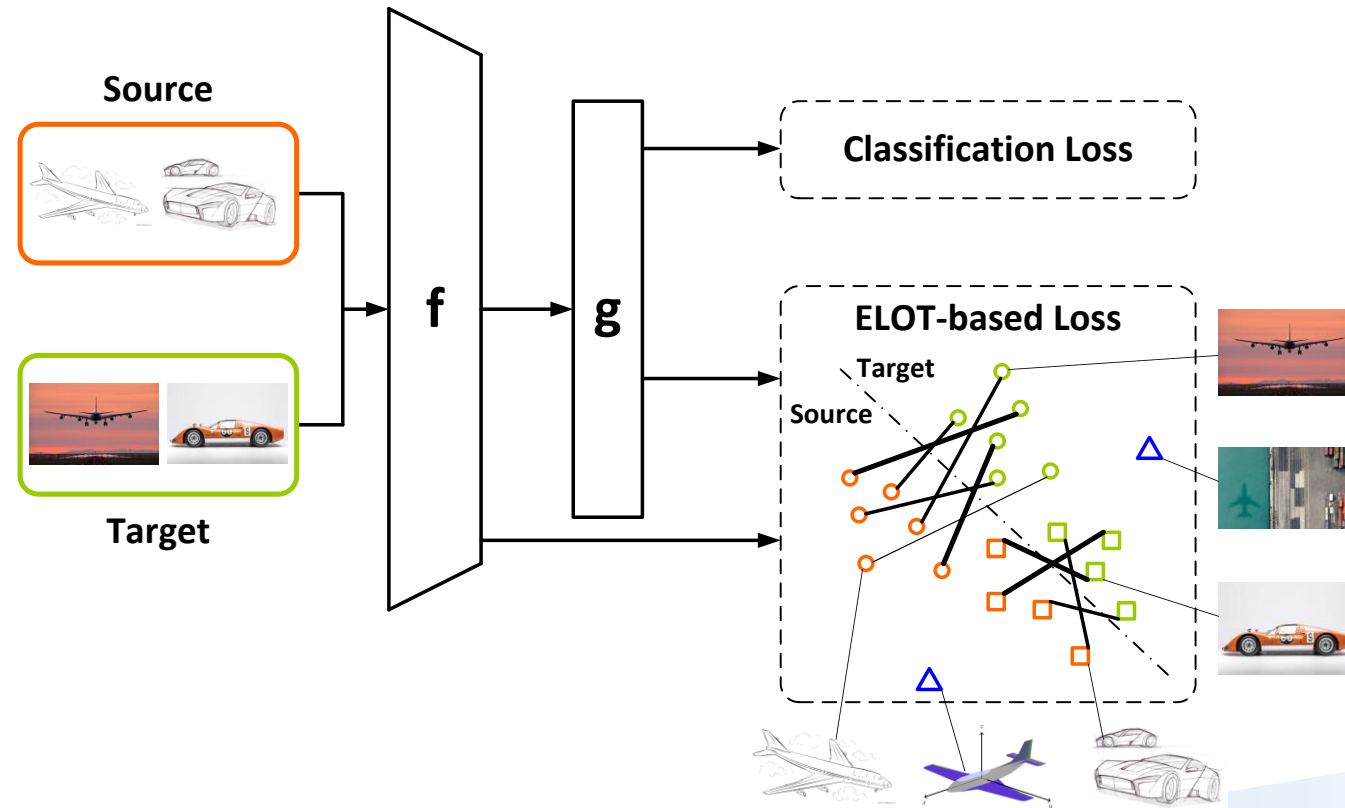 Source
Target
f
g
Classification Loss
ELOT-based Loss
Target
Source